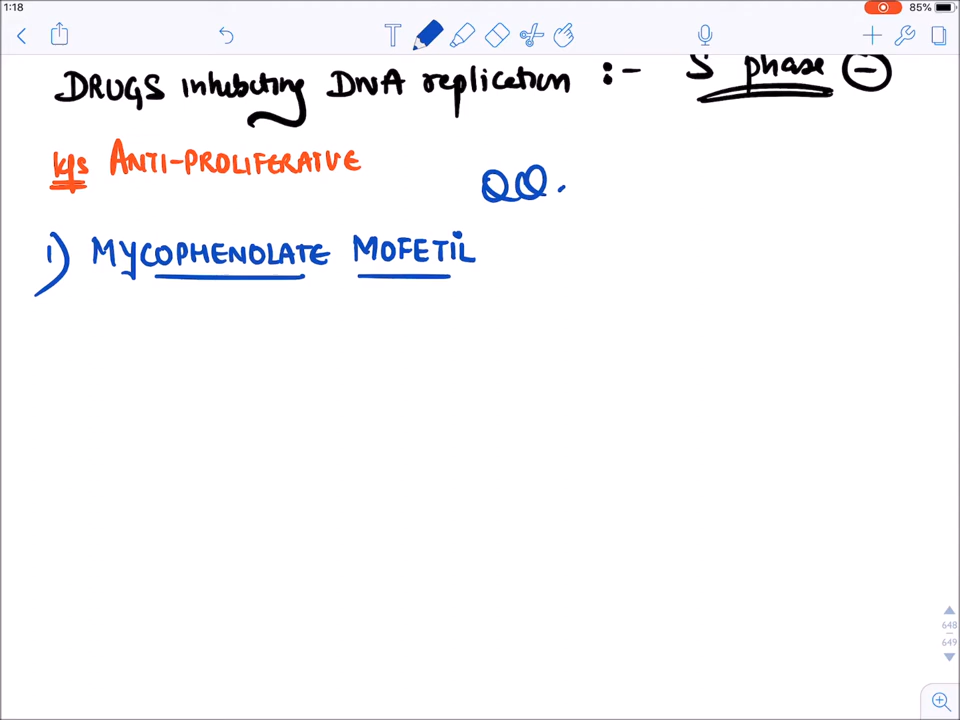 1:18
85%
T
DRUGS inhibiting DNA replication :- S phase ⊖
k/s ANTI-PROLIFERATIVE
QQ.
1) MYCOPHENOLATE MOFETIL
648
649